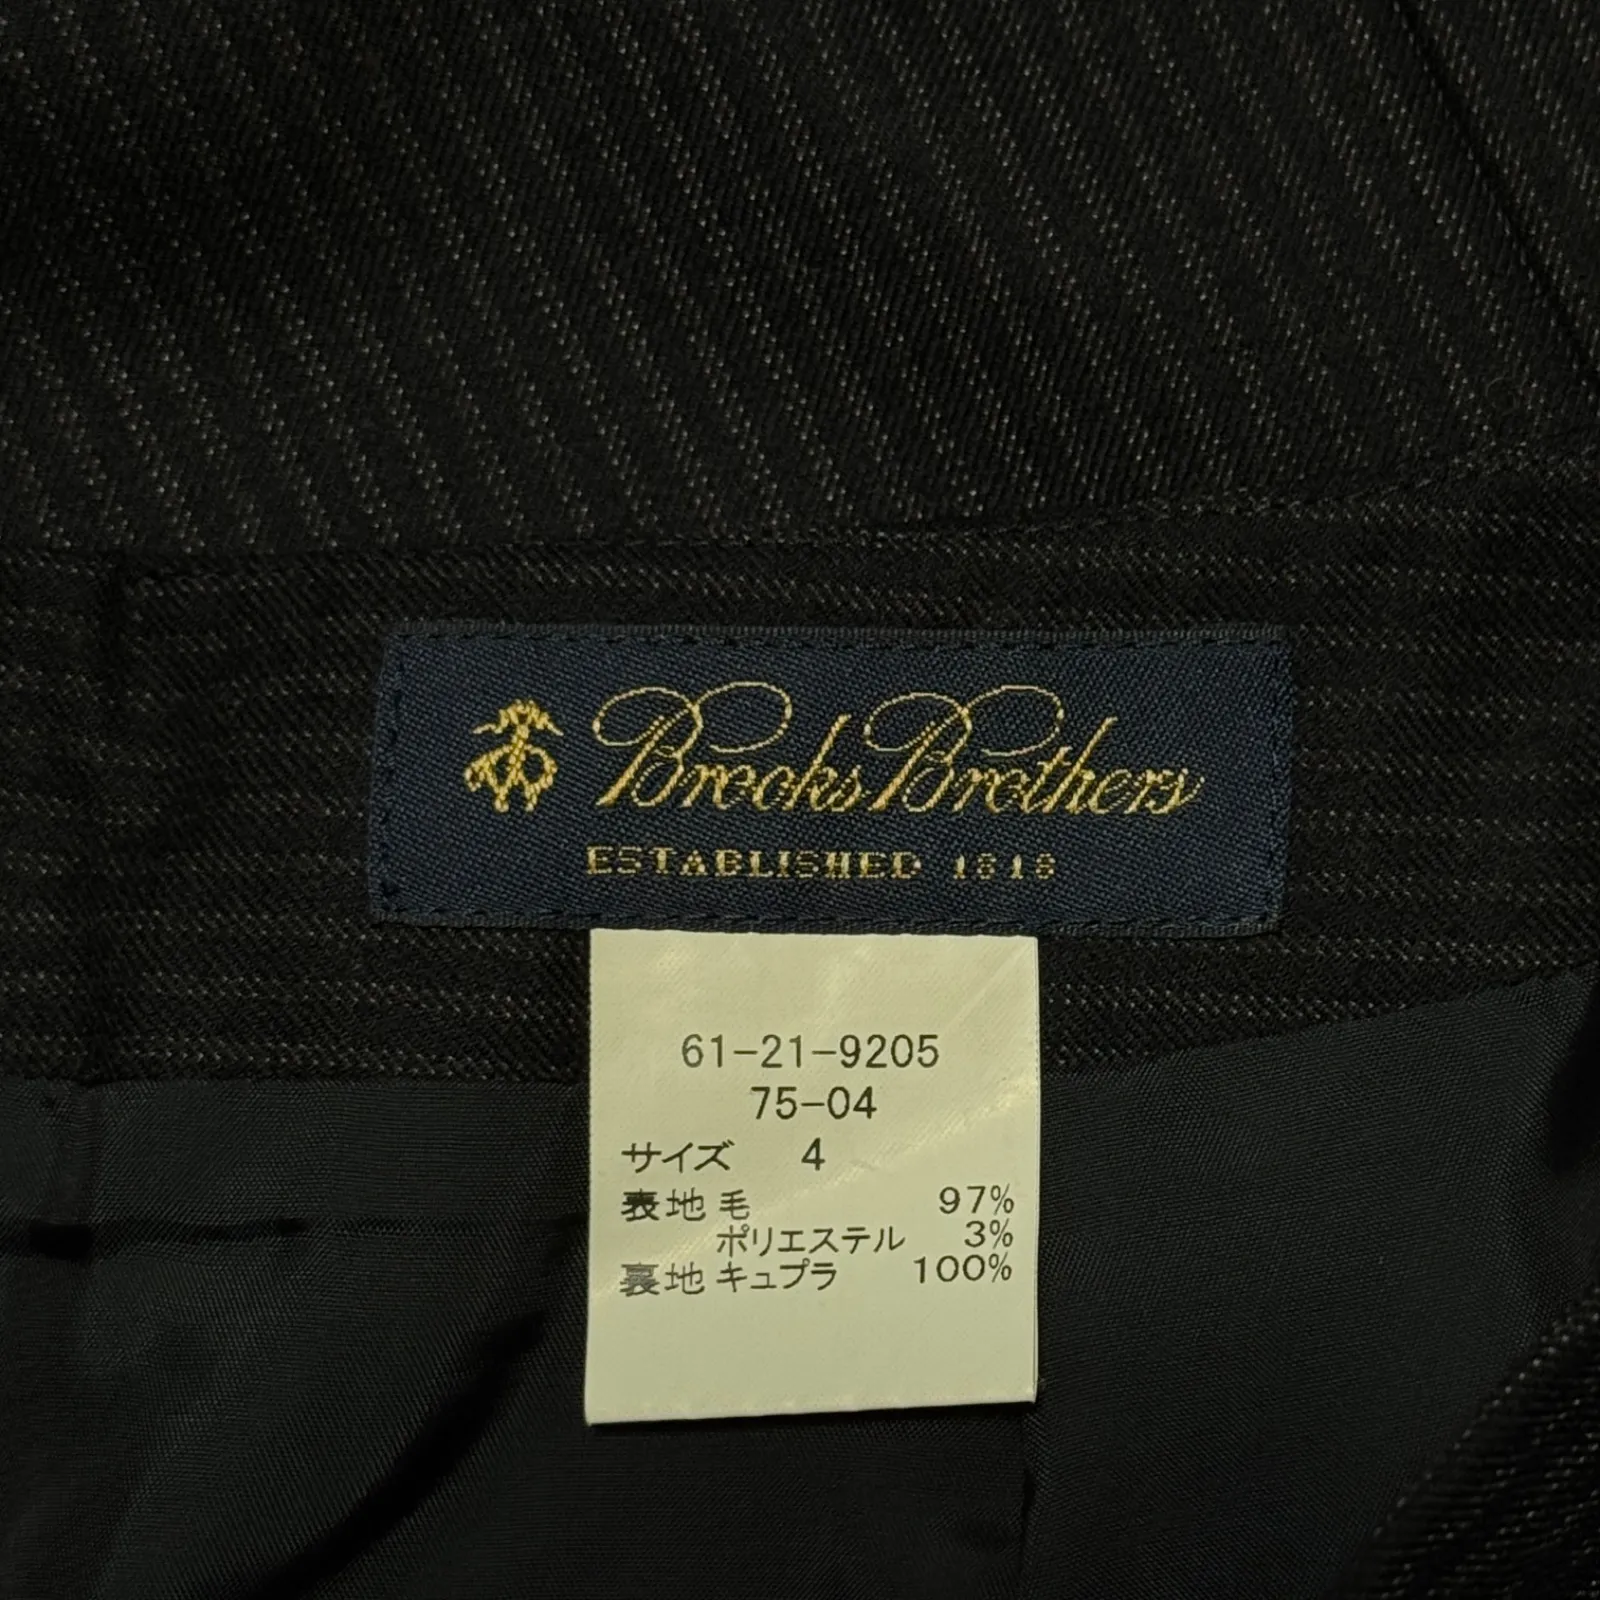 Brooks Brothers
ESTABLISHED 1818
61-21-9205
75-04
サイズ 4
表地 毛 97%
ポリエステル 3%
裏地 キュプラ 100%